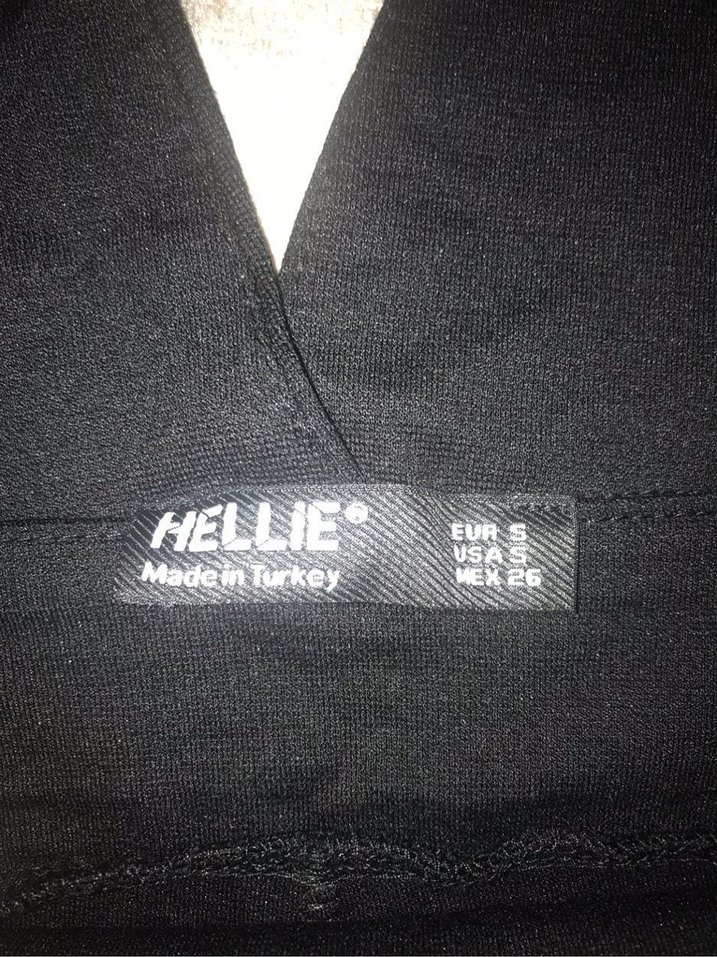 HELLIE®
Made in Turkey
EUR S
USA S
MEX 26